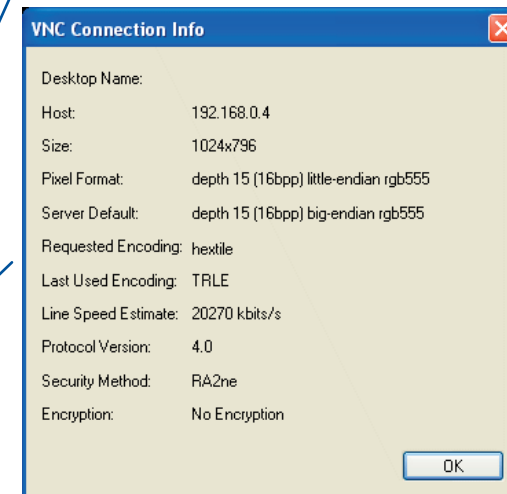 VNC Connection Info
Desktop Name:
Host: 192.168.0.4
Size: 1024x796
Pixel Format: depth 15 (16bpp) little-endian rgb555
Server Default: depth 15 (16bpp) big-endian rgb555
Requested Encoding: hextile
Last Used Encoding: TRLE
Line Speed Estimate: 20270 kbits/s
Protocol Version: 4.0
Security Method: RA2ne
Encryption: No Encryption
OK